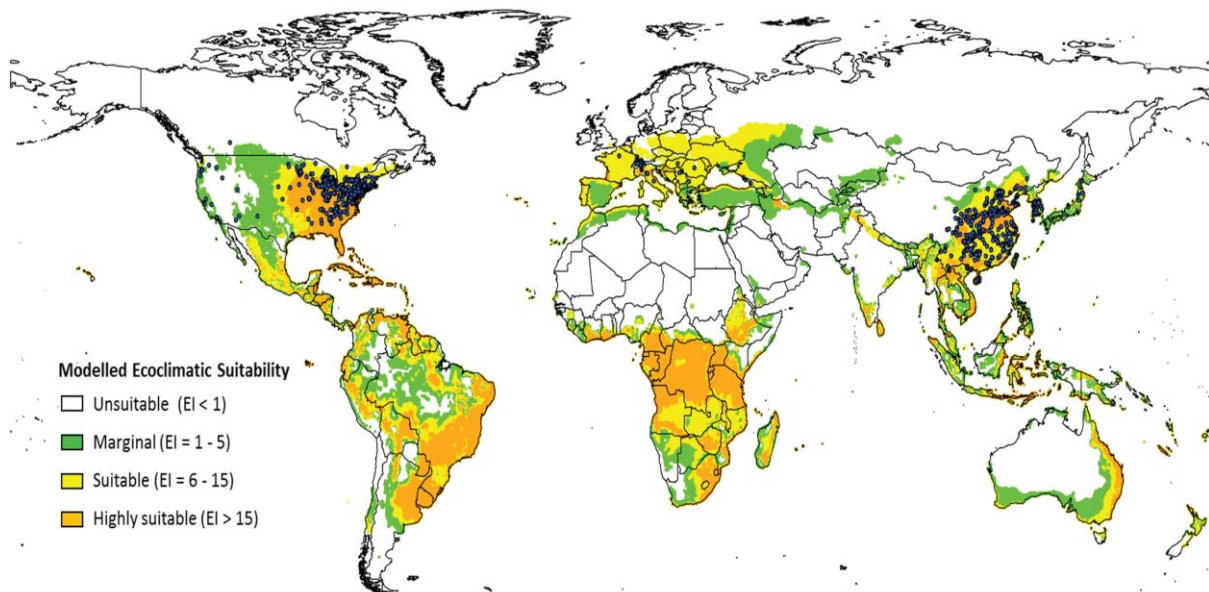 Modelled Ecoclimatic Suitability
Unsuitable (EI < 1)
Marginal (EI = 1 - 5)
Suitable (EI = 6 - 15)
Highly suitable (EI > 15)